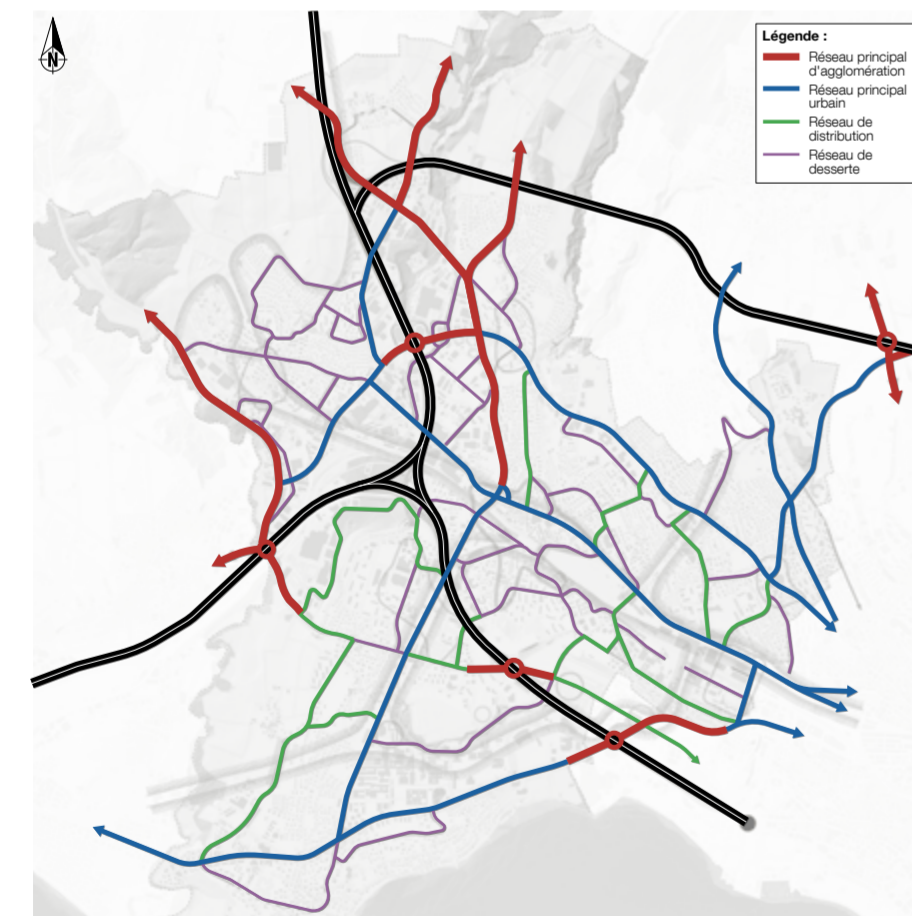 N
Légende :
Réseau principal
d'agglomération
Réseau principal
urbain
Réseau de
distribution
Réseau de
desserte